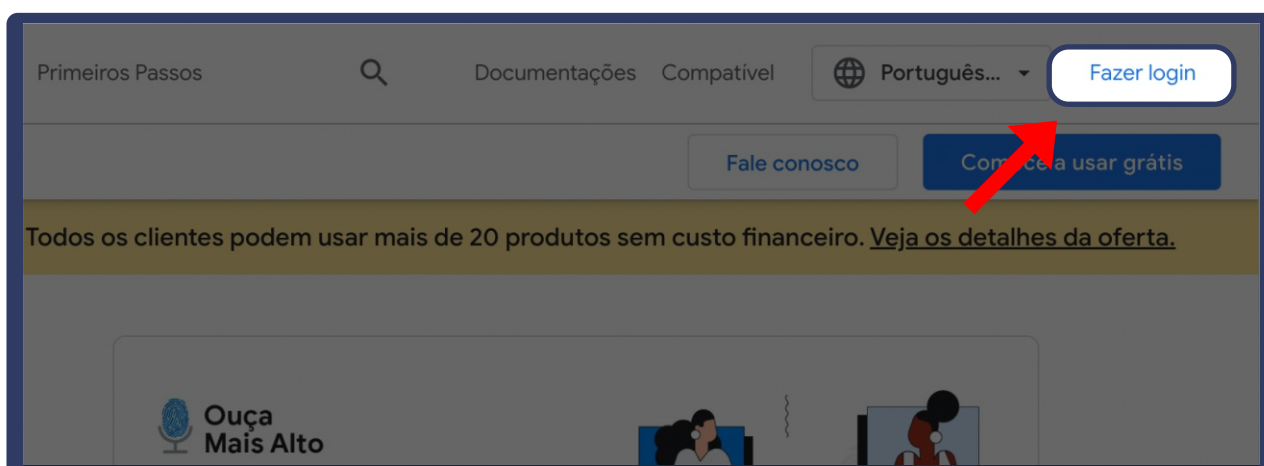 Primeiros Passos
Documentações
Compatível
Português...
Fazer login
Fale conosco
Comece a usar grátis
Todos os clientes podem usar mais de 20 produtos sem custo financeiro. Veja os detalhes da oferta.
Ouça
Mais Alto